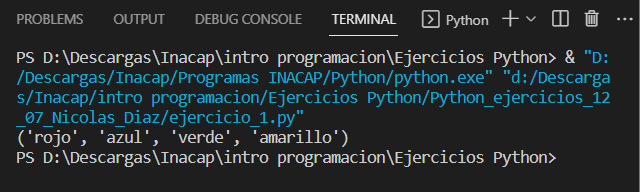 PROBLEMS OUTPUT DEBUG CONSOLE TERMINAL Python
PS D:\Descargas\Inacap\intro programacion\Ejercicios Python> & "D:
/Descargas/Inacap/Programas INACAP/Python/python.exe" "d:/Descarga
s/Inacap/intro programacion/Ejercicios Python/Python_ejercicios_12
_07_Nicolas_Diaz/ejercicio_1.py"
('rojo', 'azul', 'verde', 'amarillo')
PS D:\Descargas\Inacap\intro programacion\Ejercicios Python>